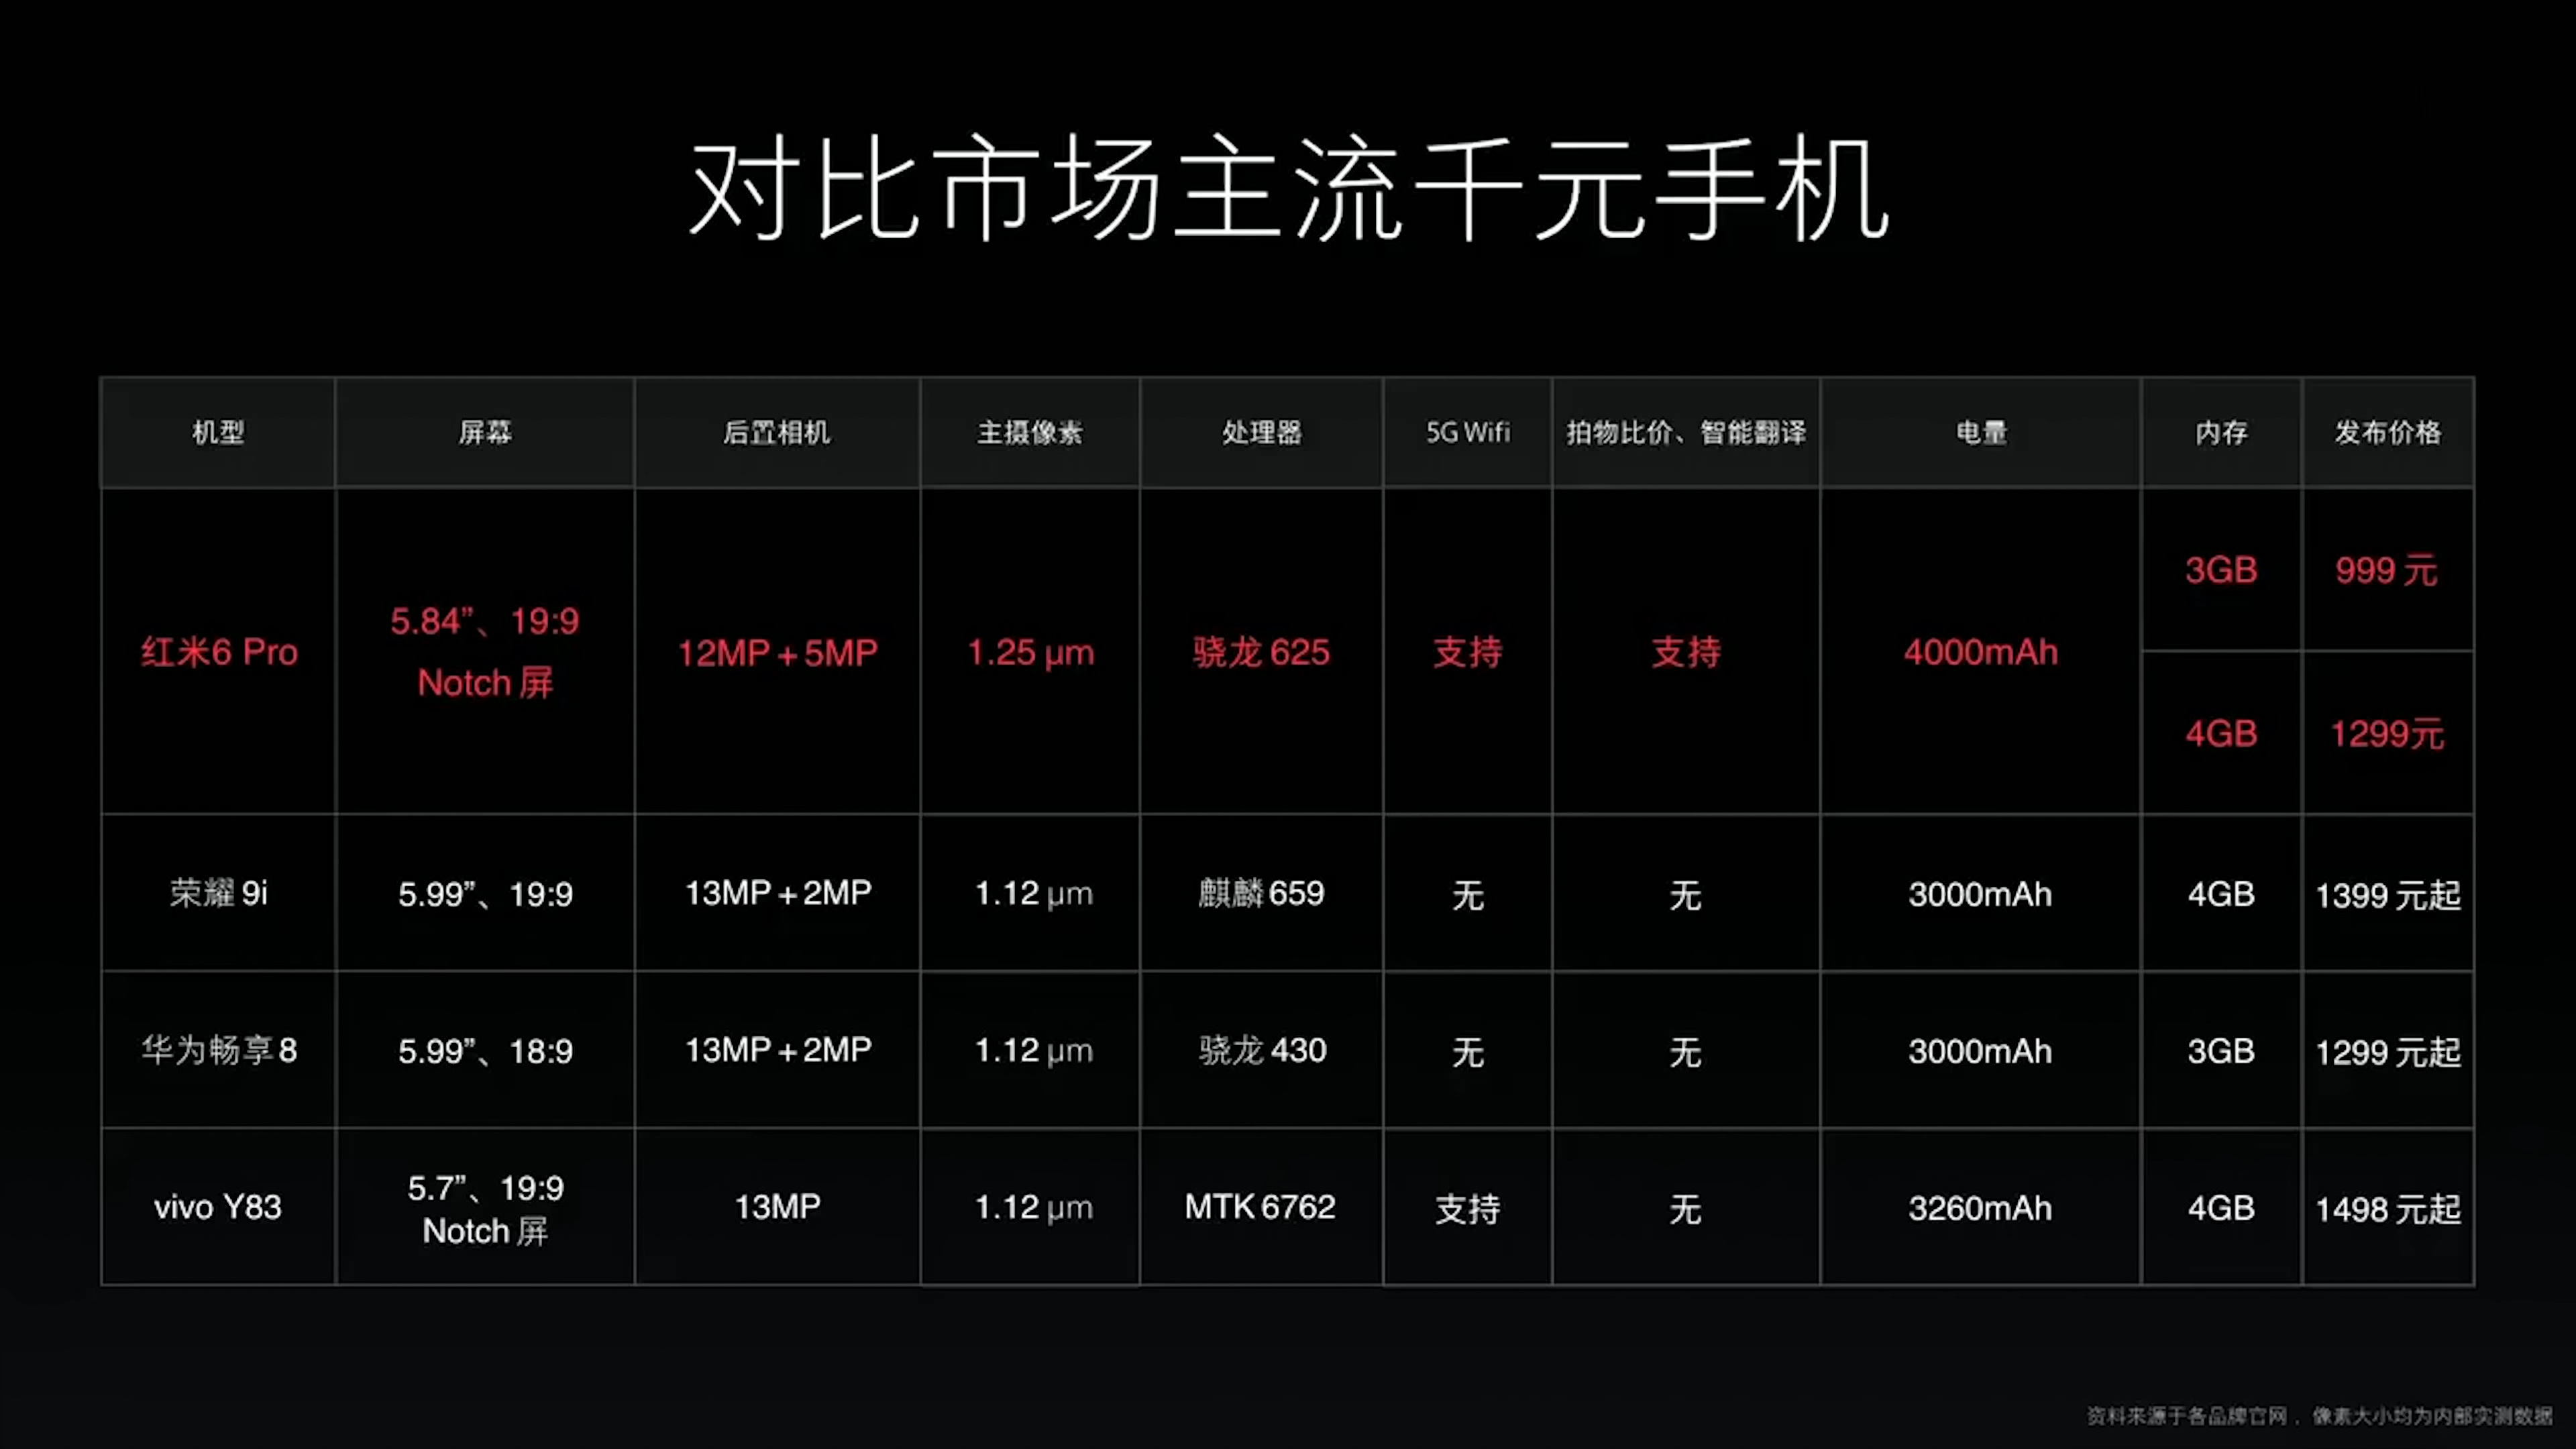 对比市场主流千元手机
机型 屏幕 后置相机 主摄像素 处理器 5G Wifi 拍物比价、智能翻译 电量 内存 发布价格
红米6 Pro 5.84”、19:9 Notch 屏 12MP + 5MP 1.25 μm 骁龙 625 支持 支持 4000mAh 3GB 999 元
4GB 1299元
荣耀 9i 5.99”、19:9 13MP + 2MP 1.12 μm 麒麟 659 无 无 3000mAh 4GB 1399 元起
华为畅享 8 5.99”、18:9 13MP + 2MP 1.12 μm 骁龙 430 无 无 3000mAh 3GB 1299 元起
vivo Y83 5.7”、19:9 Notch 屏 13MP 1.12 μm MTK 6762 支持 无 3260mAh 4GB 1498 元起
资料来源于各品牌官网，像素大小均为内部实测数据